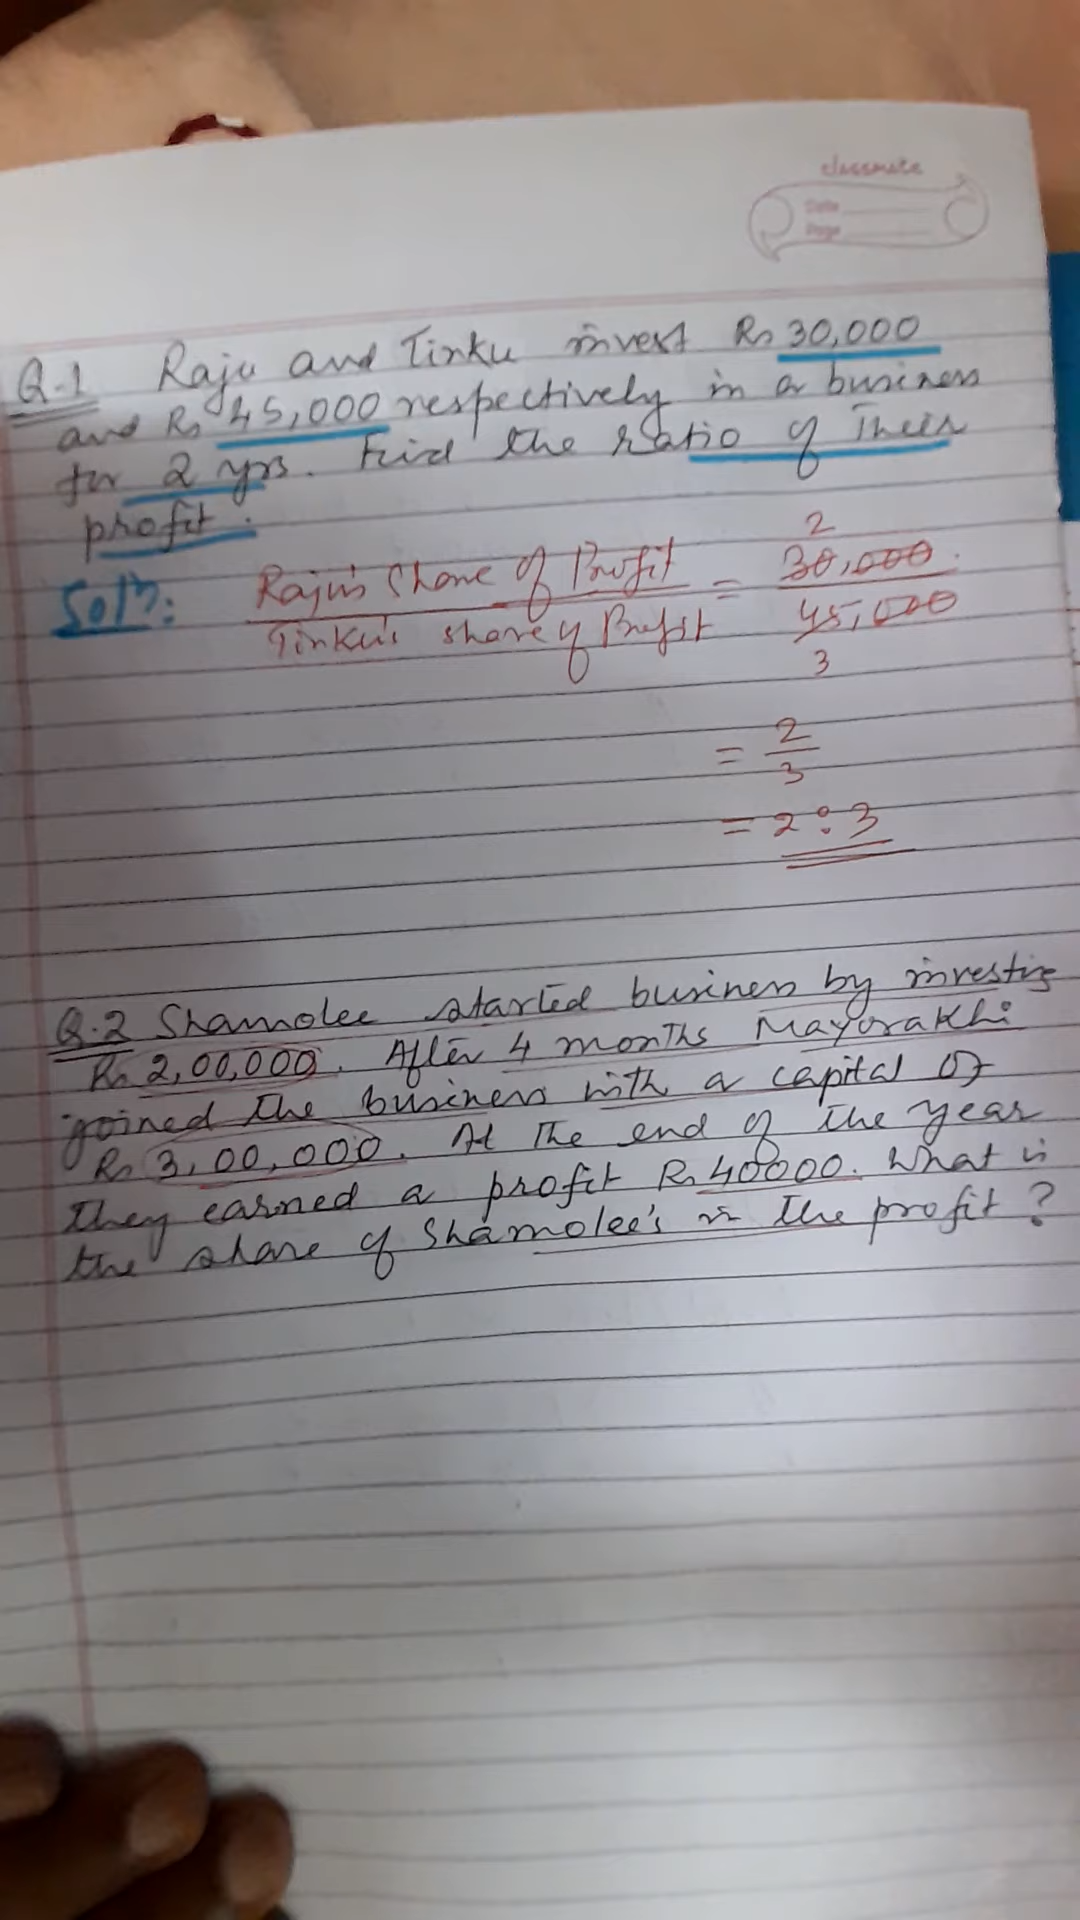 classmate
Date
Page
Q.1 Raju and Tinku invest Rs 30,000
and Rs 45,000 respectively in a business
for 2 yrs. Find the ratio of their
profit.
Soln: Raju's Share of Profit / Tinku's share of Profit = 30,000 / 45,000
2
3
= 2/3
= 2:3
Q.2 Shamolee started business by investing
Rs 2,00,000. After 4 months Mayurakhi
joined the business with a capital of
Rs 3,00,000. At the end of the year
they earned a profit Rs 40000. What is
the share of Shamolee's in the profit?